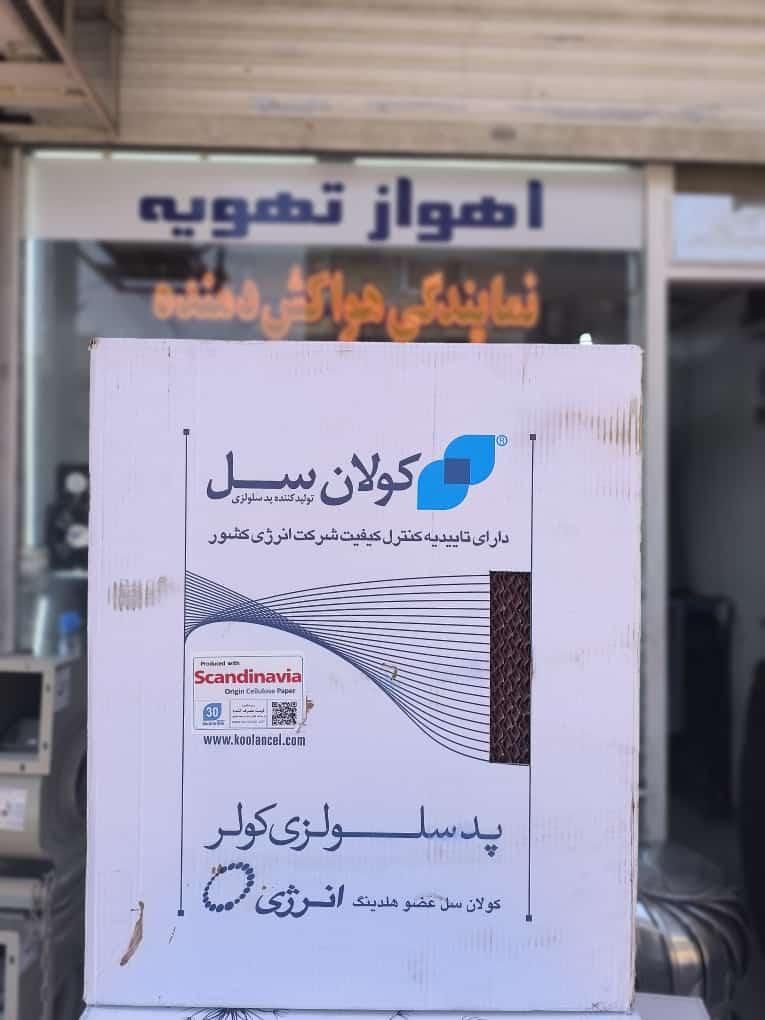 اهواز تهویه
نمایندگی هواکش دمنده
کولان سل ®
تولیدکننده پد سلولزی
دارای تاییدیه کنترل کیفیت شرکت انرژی کشور
Produced with
Scandinavia
Origin Cellulose Paper
30
www.koolancel.com
پد سلولزی کولر
کولان سل عضو هلدینگ انرژی